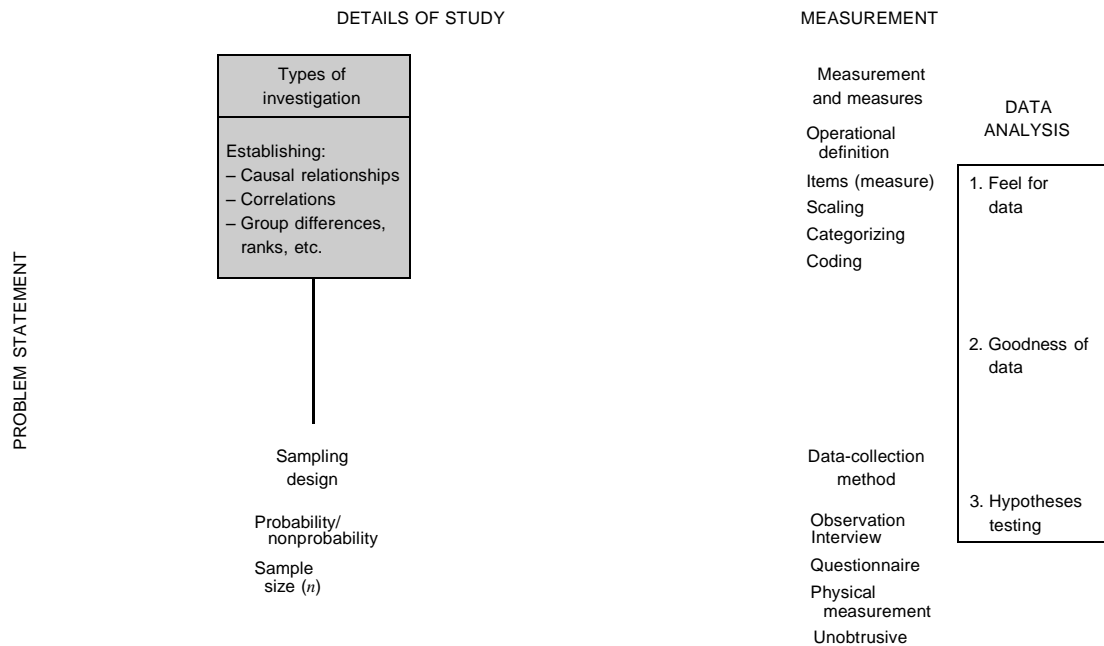 DETAILS OF STUDY
MEASUREMENT
Types of
investigation
Establishing:
– Causal relationships
– Correlations
– Group differences,
ranks, etc.
Measurement
and measures
Operational
definition
Items (measure)
Scaling
Categorizing
Coding
DATA
ANALYSIS
1. Feel for
data
2. Goodness of
data
3. Hypotheses
testing
PROBLEM STATEMENT
Sampling
design
Probability/
nonprobability
Sample
size (n)
Data-collection
method
Observation
Interview
Questionnaire
Physical
measurement
Unobtrusive